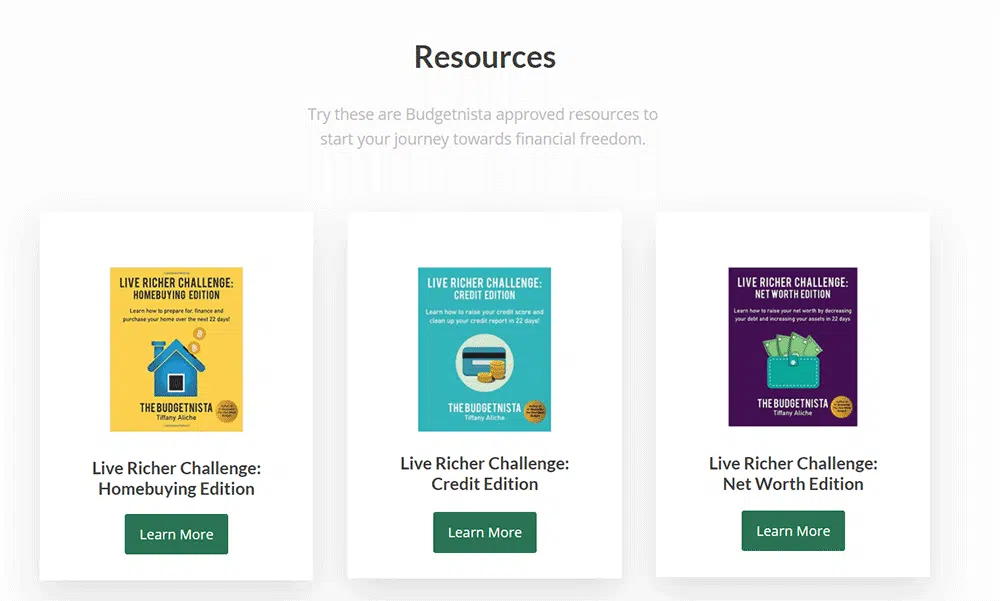 Resources
Try these are Budgetnista approved resources to
start your journey towards financial freedom.
LIVE RICHER CHALLENGE:
HOMEBUYING EDITION
Learn how to prepare for, finance and
purchase your home over the next 22 days!
THE BUDGETNISTA
Tiffany Aliche
Live Richer Challenge:
Homebuying Edition
Learn More
LIVE RICHER CHALLENGE:
CREDIT EDITION
Learn how to raise your credit score and
clean up your credit report in 22 days!
THE BUDGETNISTA
Tiffany Aliche
Live Richer Challenge:
Credit Edition
Learn More
LIVE RICHER CHALLENGE:
NET WORTH EDITION
Learn how to raise your net worth by decreasing
your debt and increasing your assets in 22 days
THE BUDGETNISTA
Tiffany Aliche
Live Richer Challenge:
Net Worth Edition
Learn More